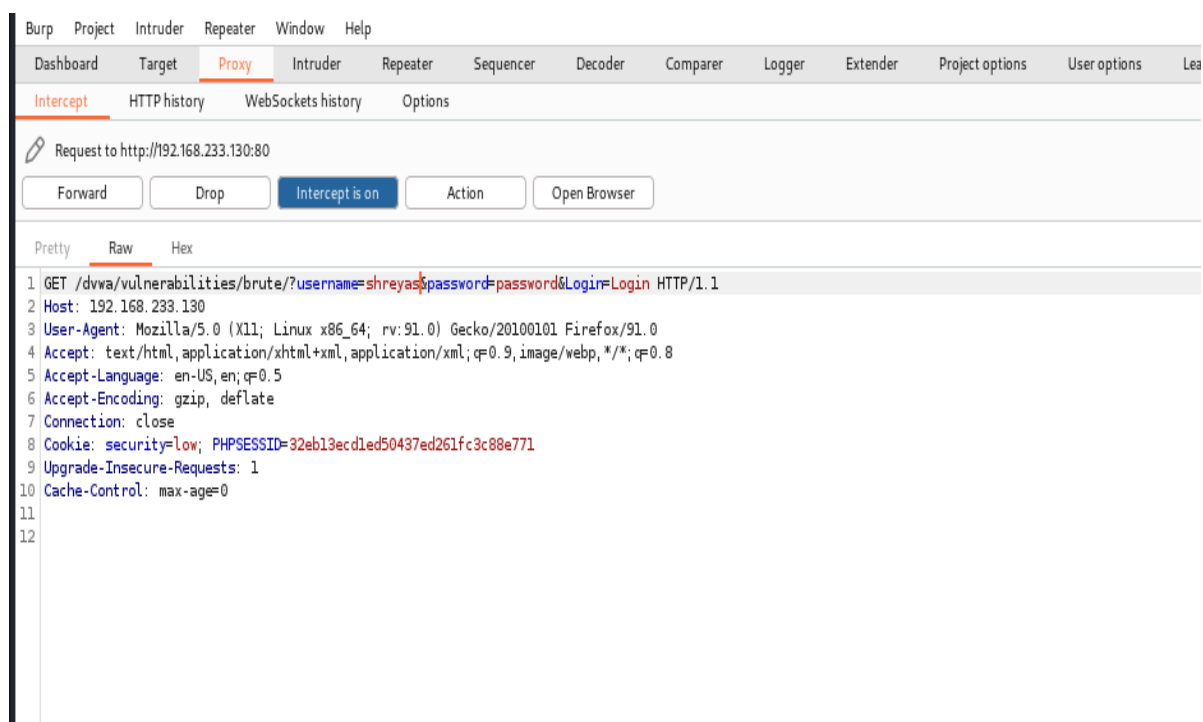 Burp Project Intruder Repeater Window Help
Dashboard Target Proxy Intruder Repeater Sequencer Decoder Comparer Logger Extender Project options User options Lea
Intercept HTTP history WebSockets history Options
Request to http://192.168.233.130:80
Forward Drop Intercept is on Action Open Browser
Pretty Raw Hex
1 GET /dvwa/vulnerabilities/brute/?username=shreyas&password=password&Login=Login HTTP/1.1
2 Host: 192.168.233.130
3 User-Agent: Mozilla/5.0 (X11; Linux x86_64; rv:91.0) Gecko/20100101 Firefox/91.0
4 Accept: text/html,application/xhtml+xml,application/xml;q=0.9,image/webp,*/*;q=0.8
5 Accept-Language: en-US,en;q=0.5
6 Accept-Encoding: gzip, deflate
7 Connection: close
8 Cookie: security=low; PHPSESSID=32eb13ecd1ed50437ed261fc3c88e771
9 Upgrade-Insecure-Requests: 1
10 Cache-Control: max-age=0
11
12